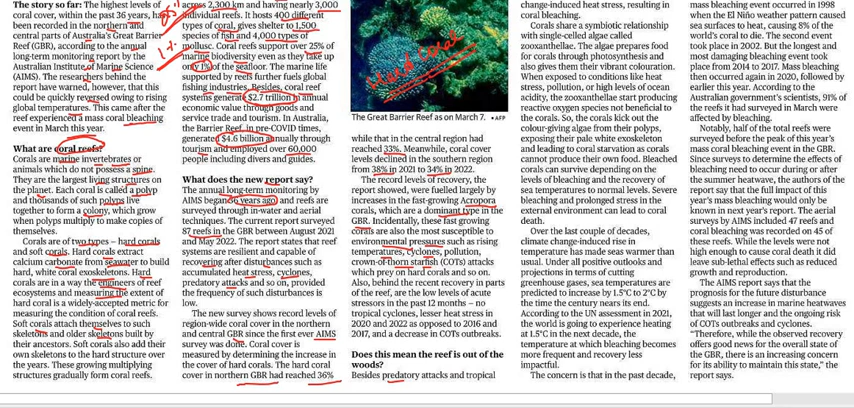 The story so far: The highest levels of
coral cover, within the past 36 years, has
been recorded in the northern and
central parts of Australia's Great Barrier
Reef (GBR), according to the annual
long-term monitoring report by the
Australian Institute of Marine Science
(AIMS). The researchers behind the
report have warned, however, that this
could be quickly reversed owing to rising
global temperatures. This came after the
reef experienced a mass coral bleaching
event in March this year.
What are coral reefs?
Corals are marine invertebrates or
animals which do not possess a spine.
They are the largest living structures on
the planet. Each coral is called a polyp
and thousands of such polyps live
together to form a colony, which grow
when polyps multiply to make copies of
themselves.
Corals are of two types — hard corals
and soft corals. Hard corals extract
calcium carbonate from seawater to build
hard, white coral exoskeletons. Hard
corals are in a way the engineers of reef
ecosystems and measuring the extent of
hard coral is a widely-accepted metric for
measuring the condition of coral reefs.
Soft corals attach themselves to such
skeletons and older skeletons built by
their ancestors. Soft corals also add their
own skeletons to the hard structure over
the years. These growing multiplying
structures gradually form coral reefs.
across 2,300 km and having nearly 3,000
individual reefs. It hosts 400 different
types of coral, gives shelter to 1,500
species of fish and 4,000 types of
mollusc. Coral reefs support over 25% of
marine biodiversity even as they take up
only 1% of the seafloor. The marine life
supported by reefs further fuels global
fishing industries. Besides, coral reef
systems generate $2.7 trillion in annual
economic value through goods and
service trade and tourism. In Australia,
the Barrier Reef, in pre-COVID times,
generated $4.6 billion annually through
tourism and employed over 60,000
people including divers and guides.
What does the new report say?
The annual long-term monitoring by
AIMS began 36 years ago, and reefs are
surveyed through in-water and aerial
techniques. The current report surveyed
87 reefs in the GBR between August 2021
and May 2022. The report states that reef
systems are resilient and capable of
recovering after disturbances such as
accumulated heat stress, cyclones,
predatory attacks and so on, provided
the frequency of such disturbances is
low.
The new survey shows record levels of
region-wide coral cover in the northern
and central GBR since the first ever AIMS
survey was done. Coral cover is
measured by determining the increase in
the cover of hard corals. The hard coral
cover in northern GBR had reached 36%
Hard Coral
The Great Barrier Reef as on March 7. • AFP
while that in the central region had
reached 33%. Meanwhile, coral cover
levels declined in the southern region
from 38% in 2021 to 34% in 2022.
The record levels of recovery, the
report showed, were fuelled largely by
increases in the fast-growing Acropora
corals, which are a dominant type in the
GBR. Incidentally, these fast growing
corals are also the most susceptible to
environmental pressures such as rising
temperatures, cyclones, pollution,
crown-of-thorn starfish (COTs) attacks
which prey on hard corals and so on.
Also, behind the recent recovery in parts
of the reef, are the low levels of acute
stressors in the past 12 months — no
tropical cyclones, lesser heat stress in
2020 and 2022 as opposed to 2016 and
2017, and a decrease in COTs outbreaks.
Does this mean the reef is out of the
woods?
Besides predatory attacks and tropical
change-induced heat stress, resulting in
coral bleaching.
Corals share a symbiotic relationship
with single-celled algae called
zooxanthellae. The algae prepares food
for corals through photosynthesis and
also gives them their vibrant colouration.
When exposed to conditions like heat
stress, pollution, or high levels of ocean
acidity, the zooxanthellae start producing
reactive oxygen species not beneficial to
the corals. So, the corals kick out the
colour-giving algae from their polyps,
exposing their pale white exoskeleton
and leading to coral starvation as corals
cannot produce their own food. Bleached
corals can survive depending on the
levels of bleaching and the recovery of
sea temperatures to normal levels. Severe
bleaching and prolonged stress in the
external environment can lead to coral
death.
Over the last couple of decades,
climate change-induced rise in
temperature has made seas warmer than
usual. Under all positive outlooks and
projections in terms of cutting
greenhouse gases, sea temperatures are
predicted to increase by 1.5°C to 2°C by
the time the century nears its end.
According to the UN assessment in 2021,
the world is going to experience heating
at 1.5°C in the next decade, the
temperature at which bleaching becomes
more frequent and recovery less
impactful.
The concern is that in the past decade,
mass bleaching event occurred in 1998
when the El Niño weather pattern caused
sea surfaces to heat, causing 8% of the
world's coral to die. The second event
took place in 2002. But the longest and
most damaging bleaching event took
place from 2014 to 2017. Mass bleaching
then occurred again in 2020, followed by
earlier this year. According to the
Australian government's scientists, 91% of
the reefs it had surveyed in March were
affected by bleaching.
Notably, half of the total reefs were
surveyed before the peak of this year's
mass coral bleaching event in the GBR.
Since surveys to determine the effects of
bleaching need to occur during or after
the summer heatwave, the authors of the
report say that the full impact of this
year's mass bleaching would only be
known in next year's report. The aerial
surveys by AIMS included 47 reefs and
coral bleaching was recorded on 45 of
these reefs. While the levels were not
high enough to cause coral death it did
leave sub-lethal effects such as reduced
growth and reproduction.
The AIMS report says that the
prognosis for the future disturbance
suggests an increase in marine heatwaves
that will last longer and the ongoing risk
of COTs outbreaks and cyclones.
"Therefore, while the observed recovery
offers good news for the overall state of
the GBR, there is an increasing concern
for its ability to maintain this state," the
report says.